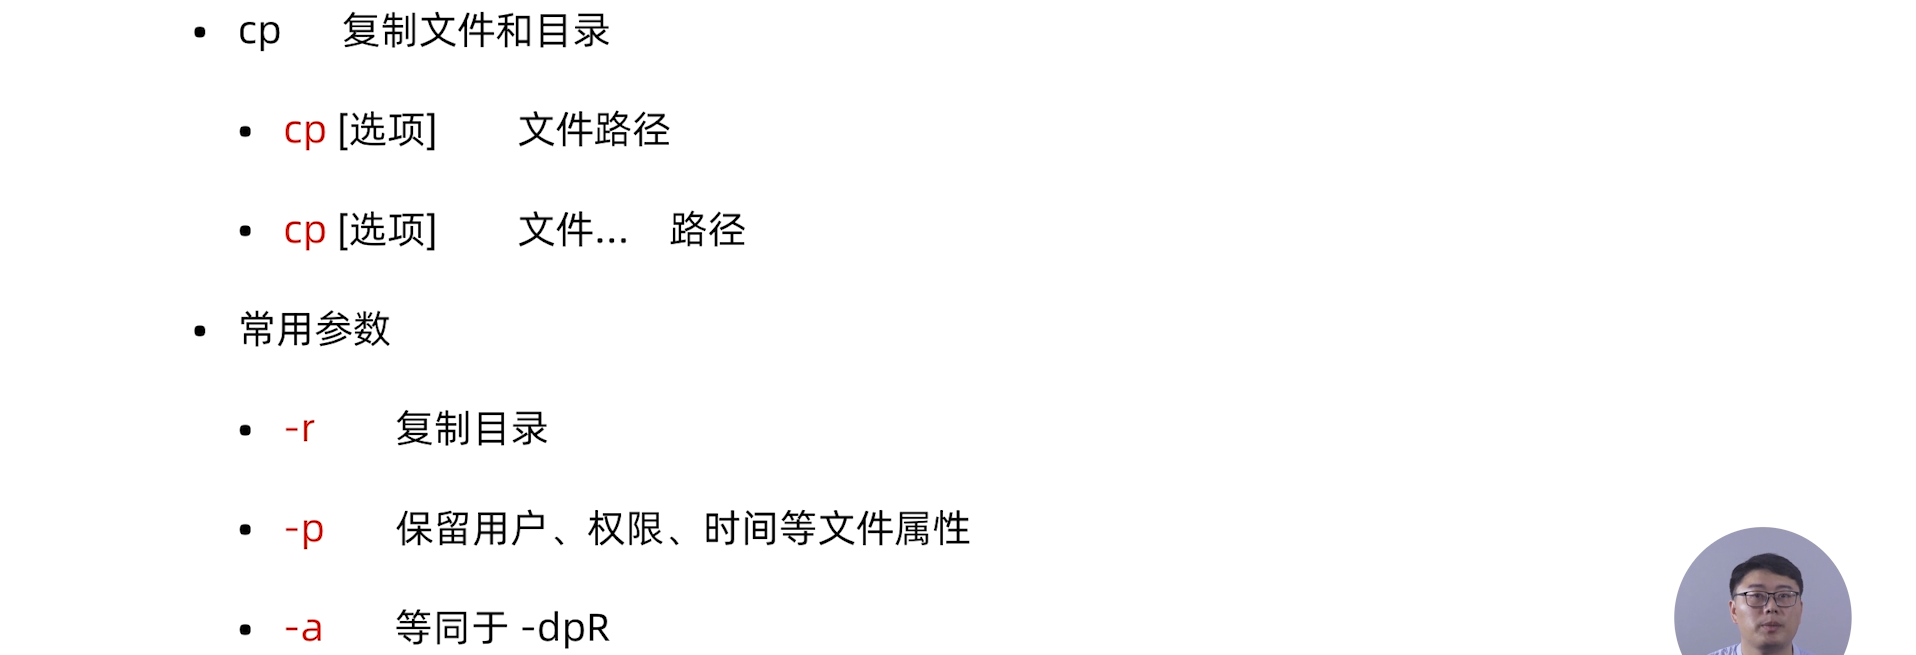 • cp 复制文件和目录
• cp [选项] 文件路径
• cp [选项] 文件... 路径
• 常用参数
• -r 复制目录
• -p 保留用户、权限、时间等文件属性
• -a 等同于 -dpR